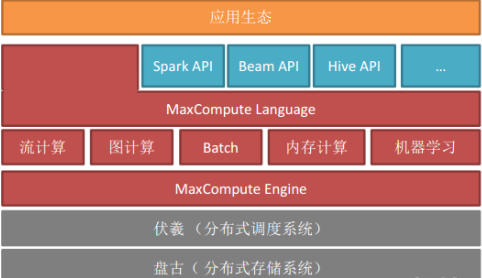 应用生态
Spark API Beam API Hive API ...
MaxCompute Language
流计算 图计算 Batch 内存计算 机器学习
MaxCompute Engine
伏羲（分布式调度系统）
盘古（ 分布式存储系统）